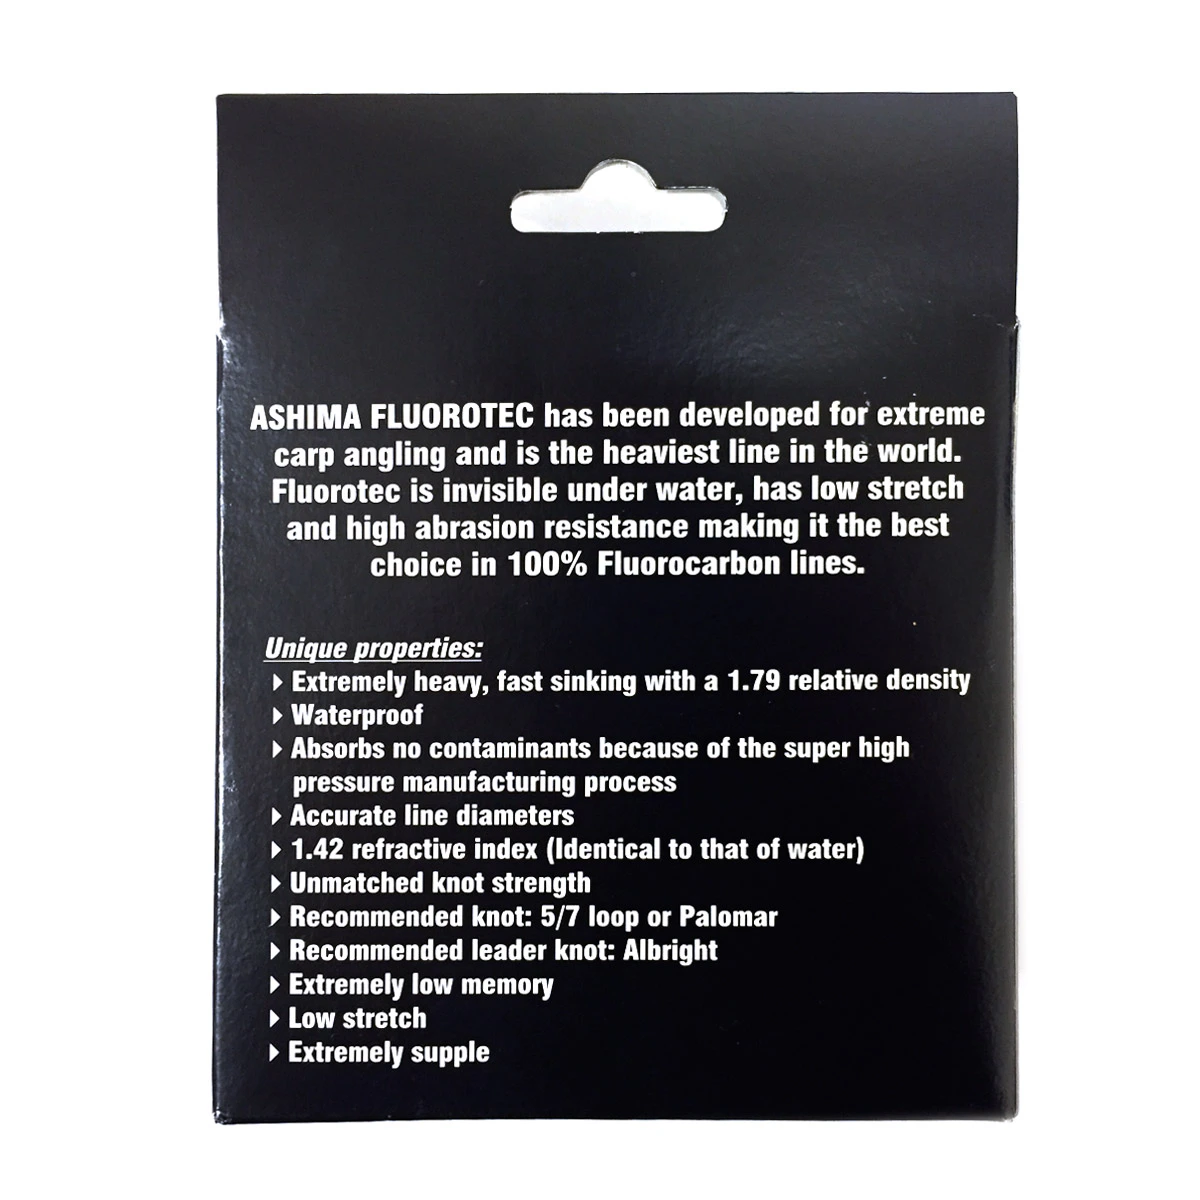 ASHIMA FLUOROTEC has been developed for extreme
carp angling and is the heaviest line in the world.
Fluorotec is invisible under water, has low stretch
and high abrasion resistance making it the best
choice in 100% Fluorocarbon lines.
Unique properties:
Extremely heavy, fast sinking with a 1.79 relative density
Waterproof
Absorbs no contaminants because of the super high
pressure manufacturing process
Accurate line diameters
1.42 refractive index (Identical to that of water)
Unmatched knot strength
Recommended knot: 5/7 loop or Palomar
Recommended leader knot: Albright
Extremely low memory
Low stretch
Extremely supple